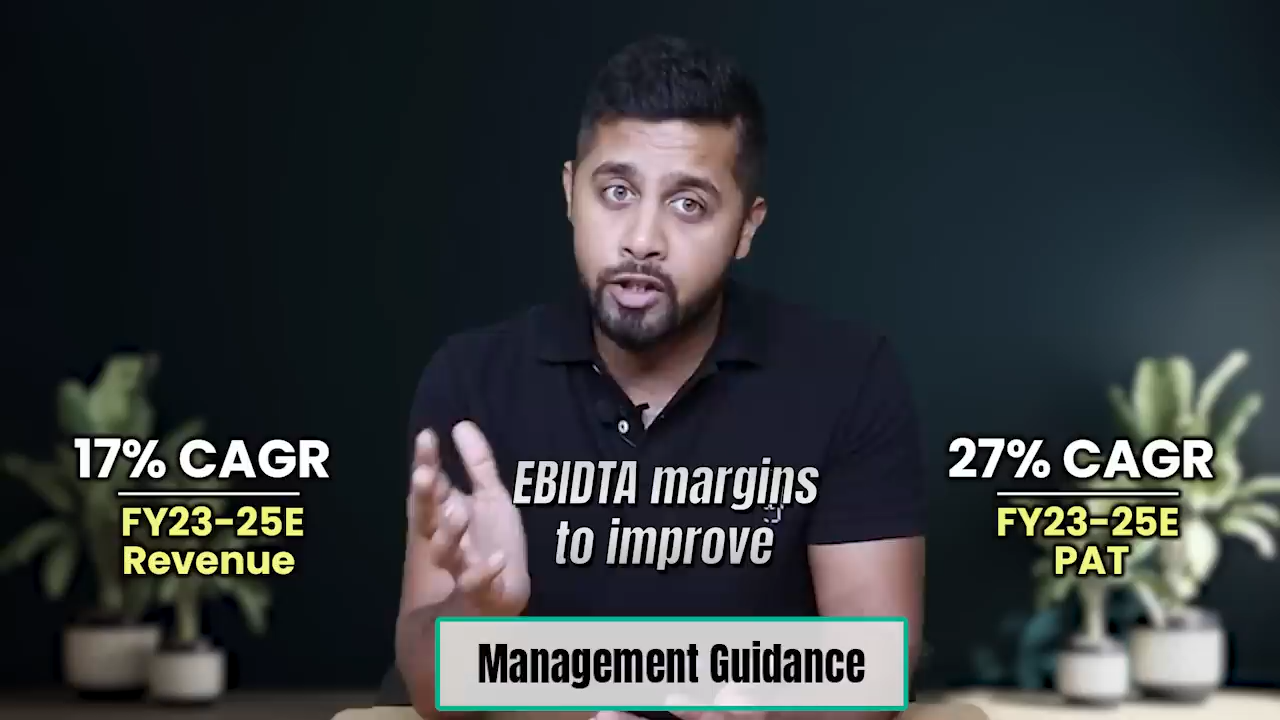 17% CAGR
FY23-25E
Revenue
EBIDTA margins
to improve
27% CAGR
FY23-25E
PAT
Management Guidance